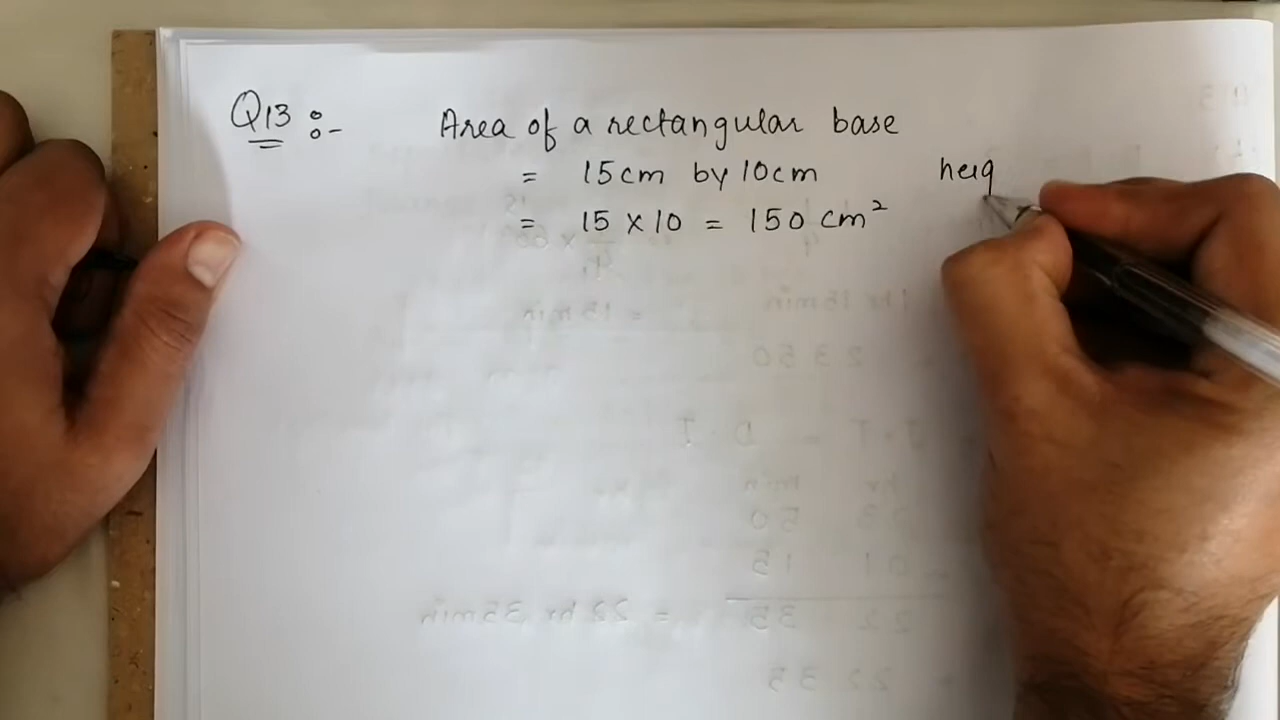 Q13 :- Area of a rectangular base
= 15cm by 10cm heig
= 15 × 10 = 150 cm²